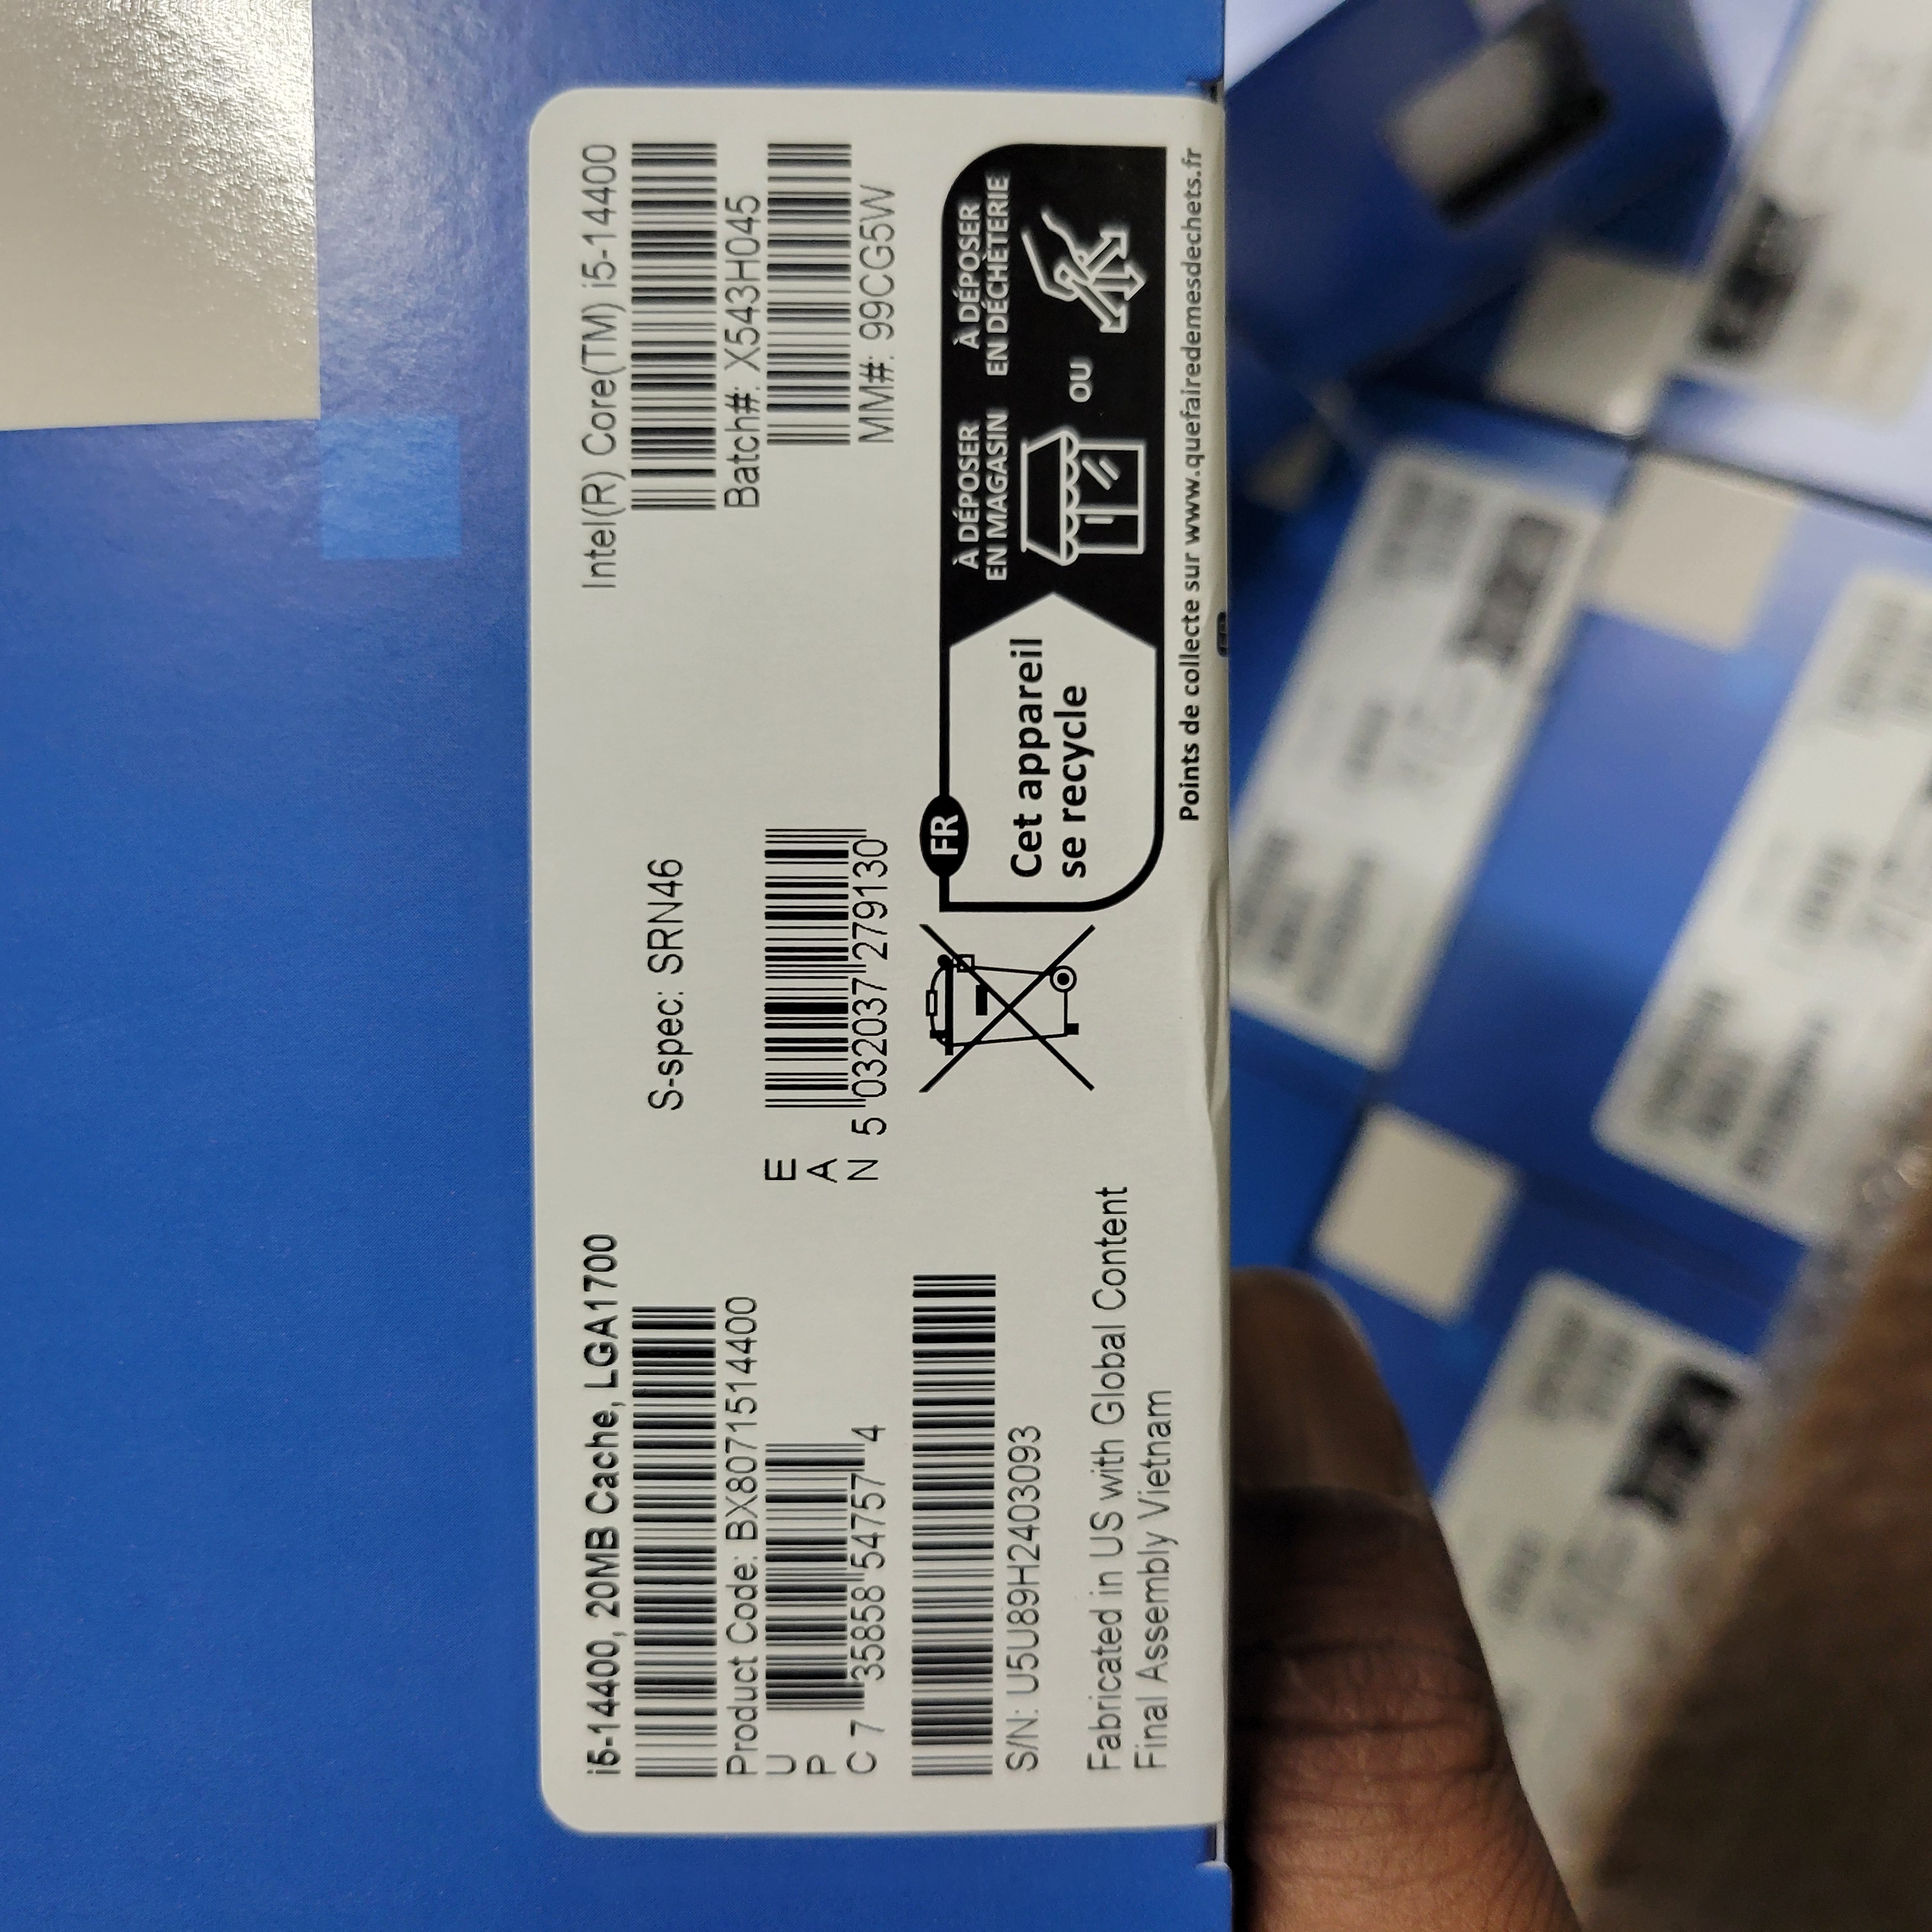 i5-14400, 20MB Cache, LGA1700
Product Code: BX8071514400
U
P
C 7 35858 54757 4
S/N: U5U89H2403093
Fabricated in US with Global Content
Final Assembly Vietnam
S-spec: SRN46
E
A
N 5 032037 279130
Intel(R) Core(TM) i5-14400
Batch#: X543H045
MM#: 99CG5W
FR
Cet appareil
se recycle
À DÉPOSER
EN MAGASIN
OU
À DÉPOSER
EN DÉCHÈTERIE
Points de collecte sur www.quefairedemesdechets.fr